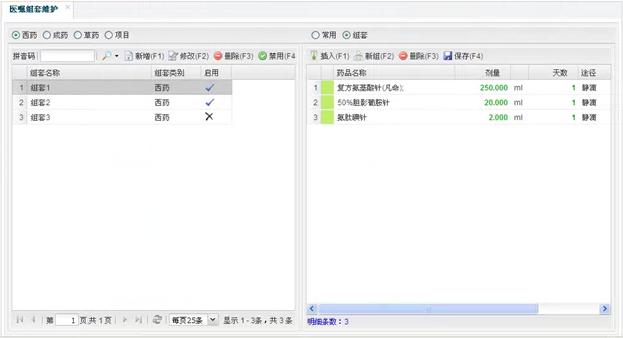 医嘱组套维护
西药 成药 草药 项目
拼音码 新增(F1) 修改(F2) 删除(F3) 禁用(F4
组套名称 组套类别 启用
1 组套1 西药
2 组套2 西药
3 组套3 西药
第 1 页,共1页 每页25条 显示 1 - 3条，共 3 条
常用 组套
插入(F1) 新组(F2) 删除(F3) 保存(F4)
药品名称 剂量 天数 途径
1 复方氨基酸针(凡命); 250.000 ml 1 静滴
2 50%胆影葡胺针 20.000 ml 1 静滴
3 氨肽碘针 2.000 ml 1 静滴
明细条数：3